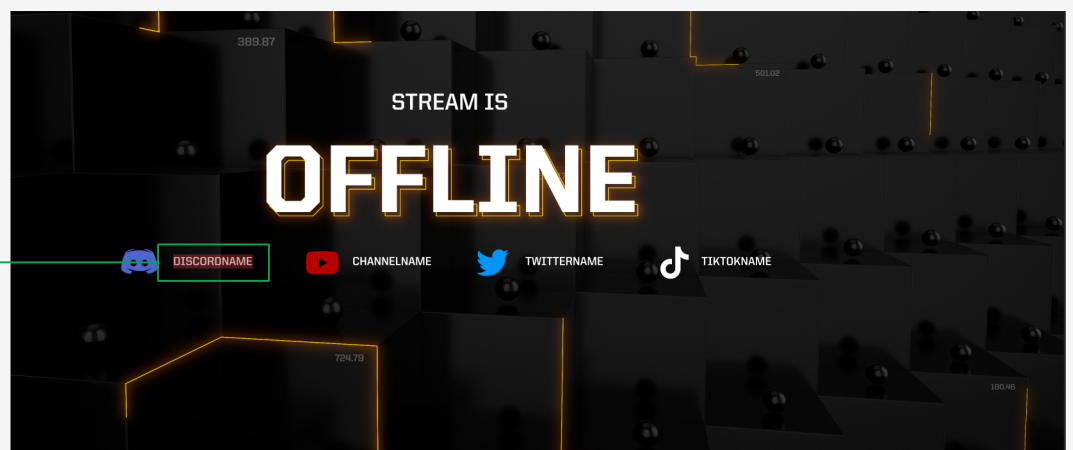 389.87
501.02
STREAM IS
OFFLINE
DISCORDNAME CHANNELNAME TWITTERNAME TIKTOKNAME
724.79
180.46